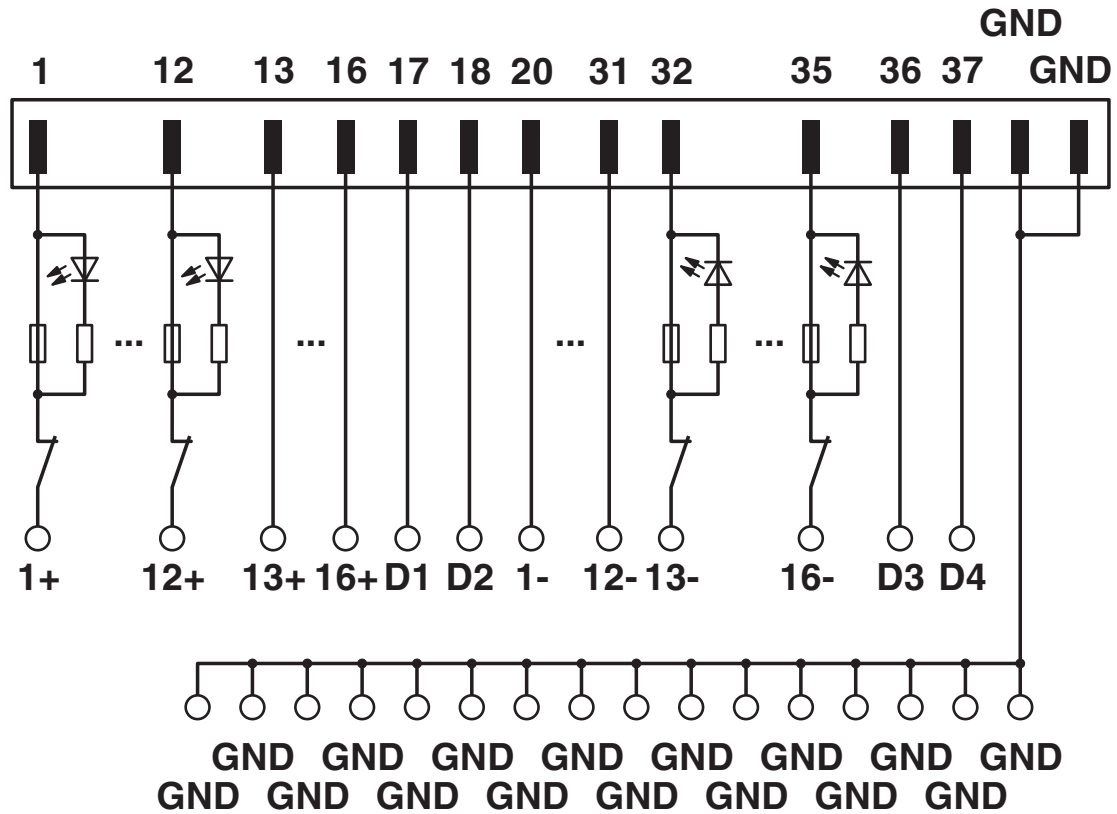 GND
1 12 13 16 17 18 20 31 32 35 36 37 GND
... ... ... ...
1+ 12+ 13+ 16+ D1 D2 1- 12- 13- 16- D3 D4
GND GND GND GND GND GND GND GND
GND GND GND GND GND GND GND GND